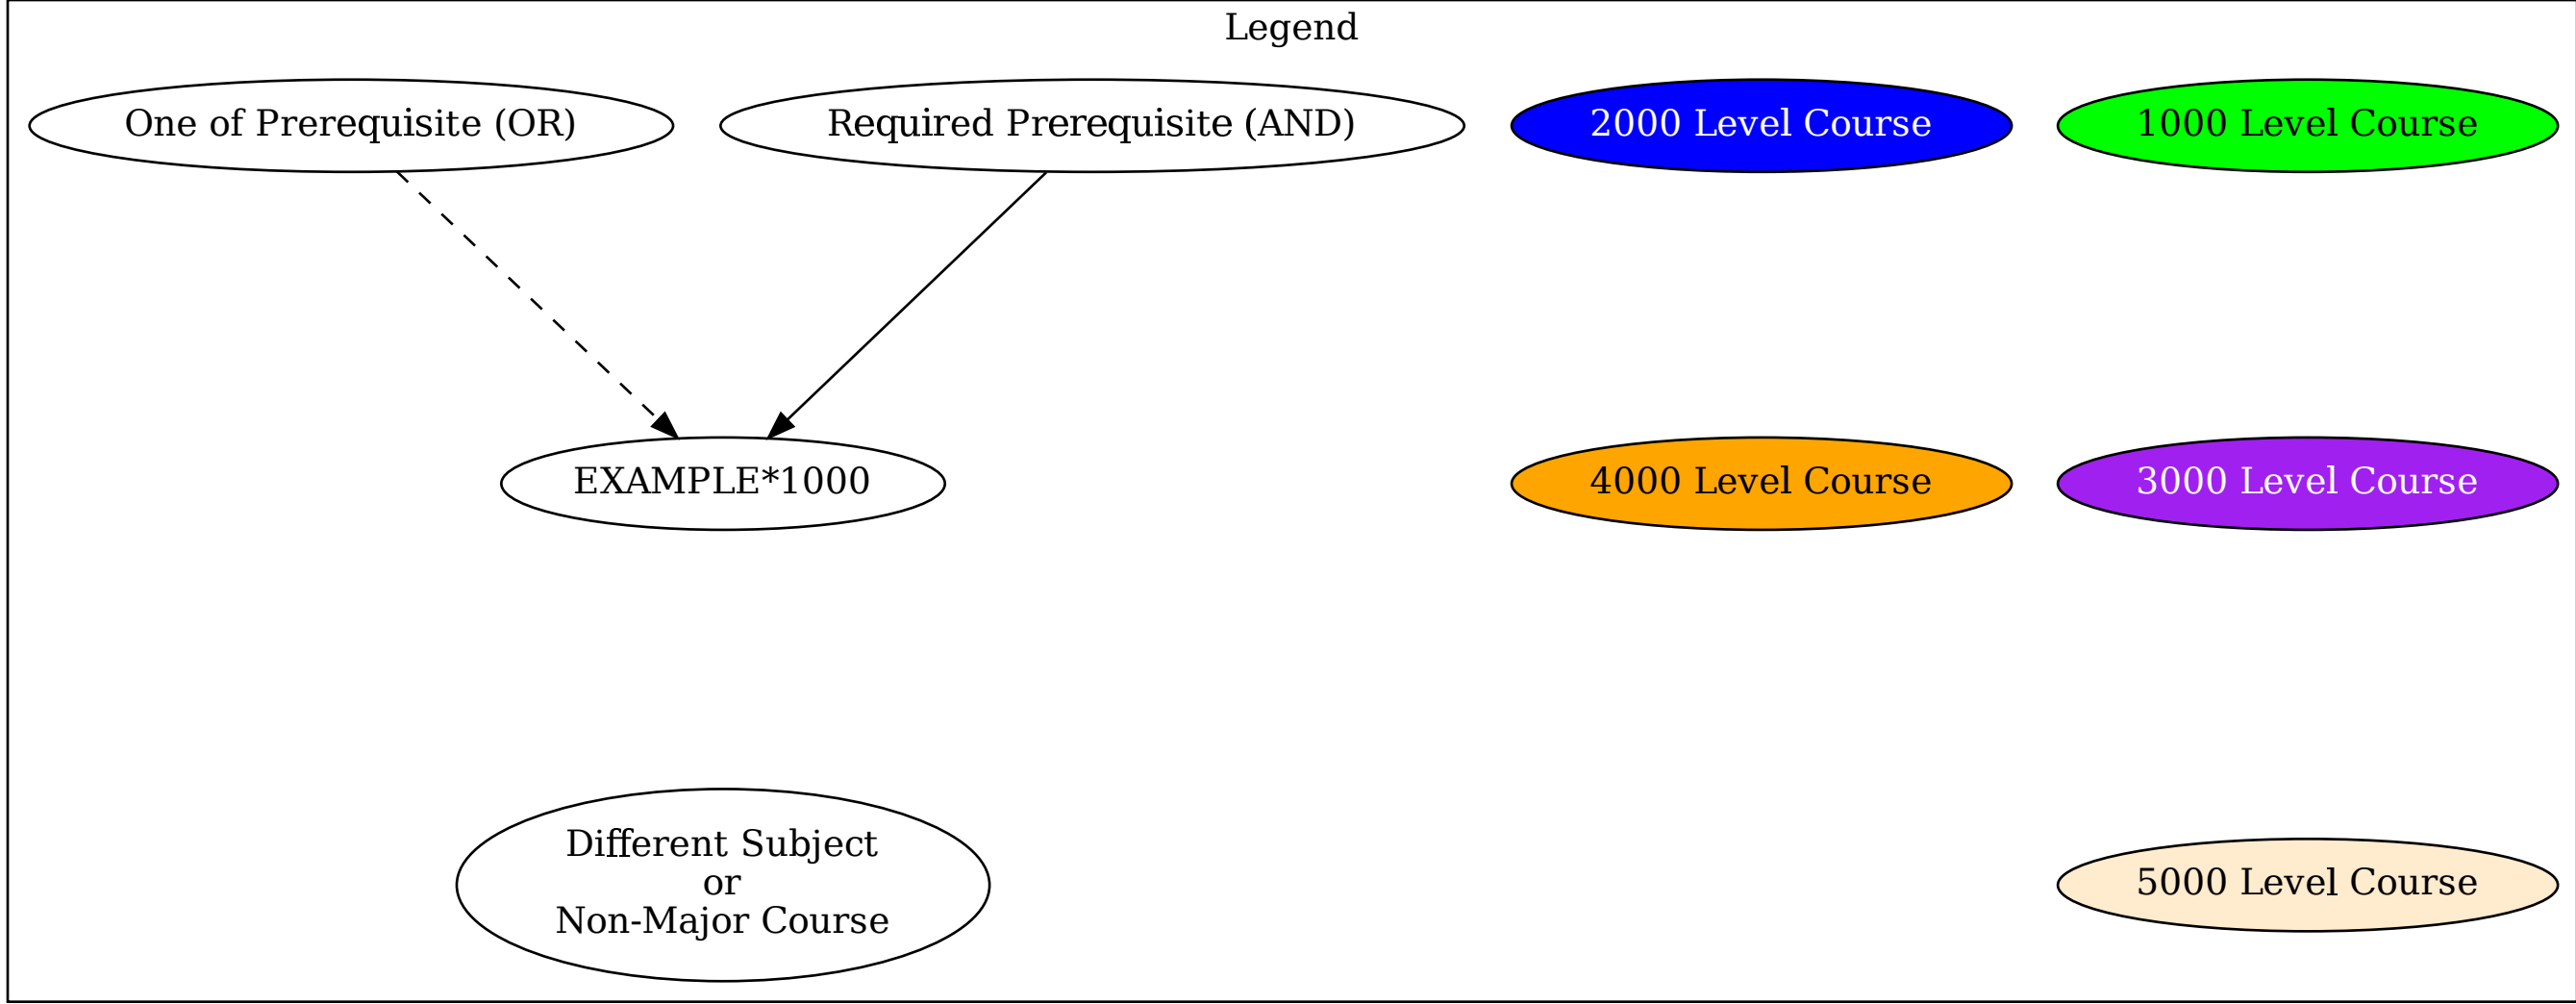 Legend
One of Prerequisite (OR)
Required Prerequisite (AND)
2000 Level Course
1000 Level Course
EXAMPLE*1000
4000 Level Course
3000 Level Course
Different Subject
or
Non-Major Course
5000 Level Course